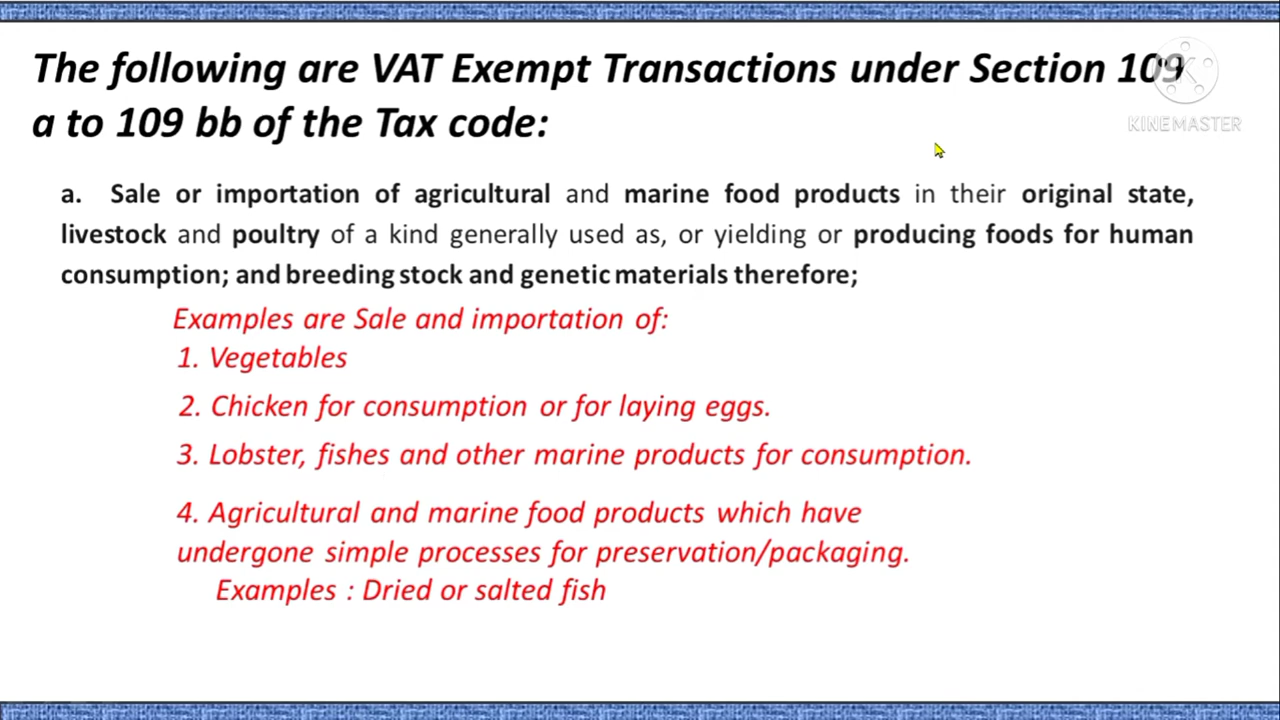 The following are VAT Exempt Transactions under Section 109
a to 109 bb of the Tax code:
KINEMASTER
a. Sale or importation of agricultural and marine food products in their original state,
livestock and poultry of a kind generally used as, or yielding or producing foods for human
consumption; and breeding stock and genetic materials therefore;
Examples are Sale and importation of:
1. Vegetables
2. Chicken for consumption or for laying eggs.
3. Lobster, fishes and other marine products for consumption.
4. Agricultural and marine food products which have
undergone simple processes for preservation/packaging.
Examples : Dried or salted fish